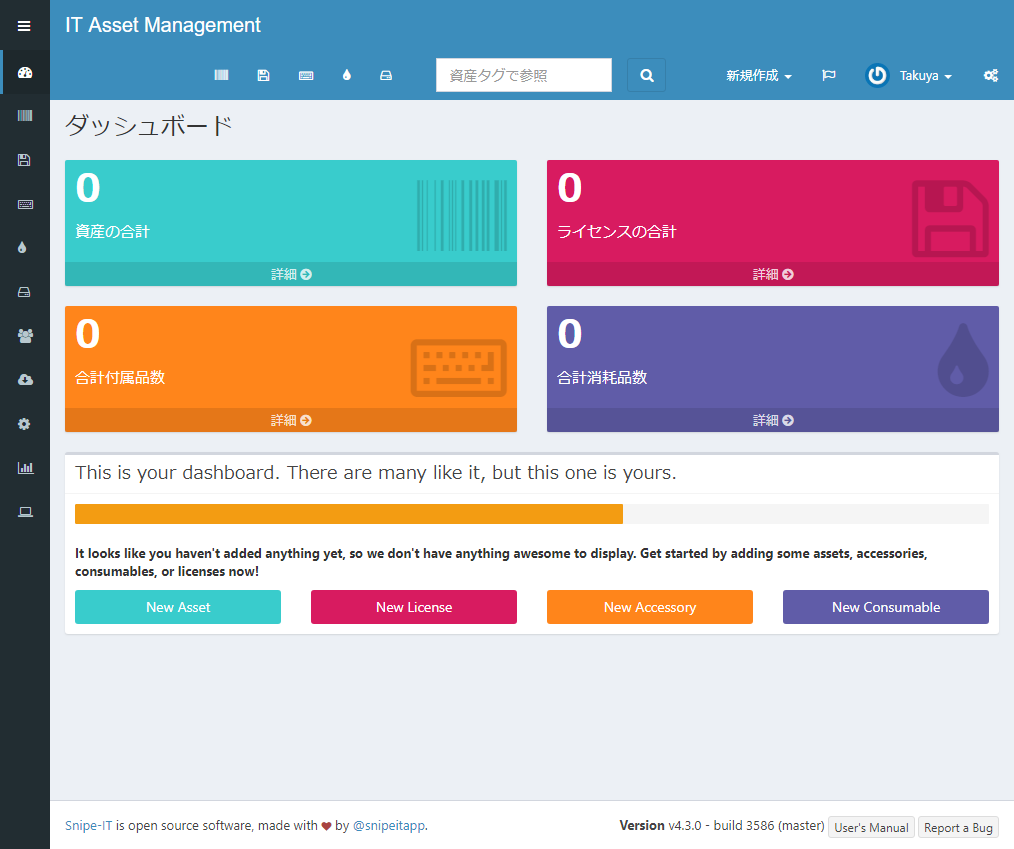 IT Asset Management
資産タグで参照
新規作成
Takuya
ダッシュボード
0
資産の合計
詳細
0
ライセンスの合計
詳細
0
合計付属品数
詳細
0
合計消耗品数
詳細
This is your dashboard. There are many like it, but this one is yours.
It looks like you haven't added anything yet, so we don't have anything awesome to display. Get started by adding some assets, accessories,
consumables, or licenses now!
New Asset
New License
New Accessory
New Consumable
Snipe-IT is open source software, made with by @snipeitapp.
Version v4.3.0 - build 3586 (master)
User's Manual
Report a Bug